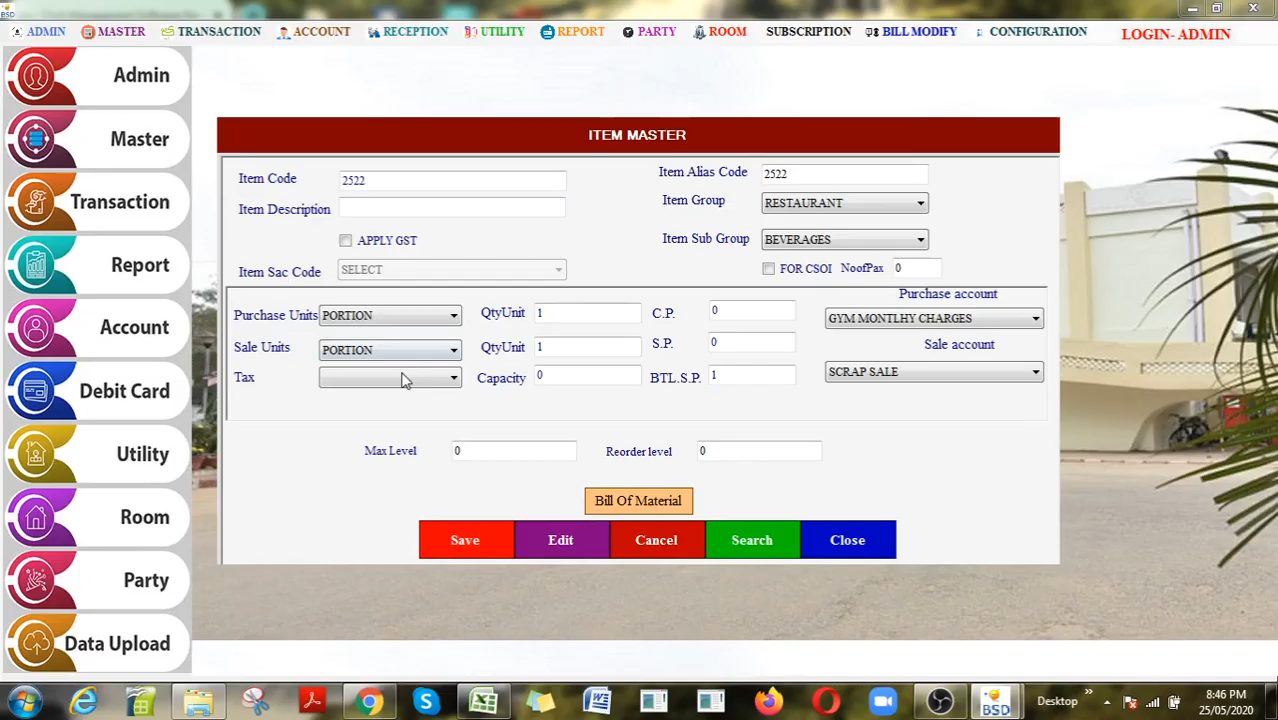 BSD
ADMIN MASTER TRANSACTION ACCOUNT RECEPTION UTILITY REPORT PARTY ROOM SUBSCRIPTION BILL MODIFY CONFIGURATION LOGIN- ADMIN
Admin
Master
Transaction
Report
Account
Debit Card
Utility
Room
Party
Data Upload
ITEM MASTER
Item Code 2522 Item Alias Code 2522
Item Description Item Group RESTAURANT
APPLY GST Item Sub Group BEVERAGES
Item Sac Code SELECT FOR CSOI NoofPax 0
Purchase account
Purchase Units PORTION QtyUnit 1 C.P. 0 GYM MONTLHY CHARGES
Sale account
Sale Units PORTION QtyUnit 1 S.P. 0
Tax Capacity 0 BTL.S.P. 1 SCRAP SALE
Max Level 0 Reorder level 0
Bill Of Material
Save Edit Cancel Search Close
BSD Desktop » 8:46 PM
25/05/2020